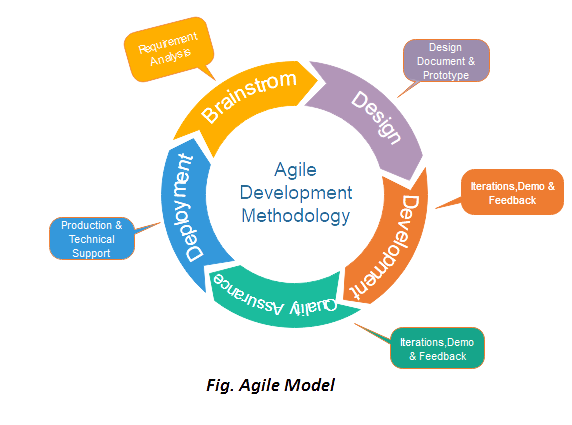 Requirement
Analysis
Brainstrom
Design
Design
Document &
Prototype
Development
Iterations,Demo &
Feedback
Quality Assurance
Iterations,Demo
& Feedback
Deployment
Production &
Technical
Support
Agile
Development
Methodology
Fig. Agile Model